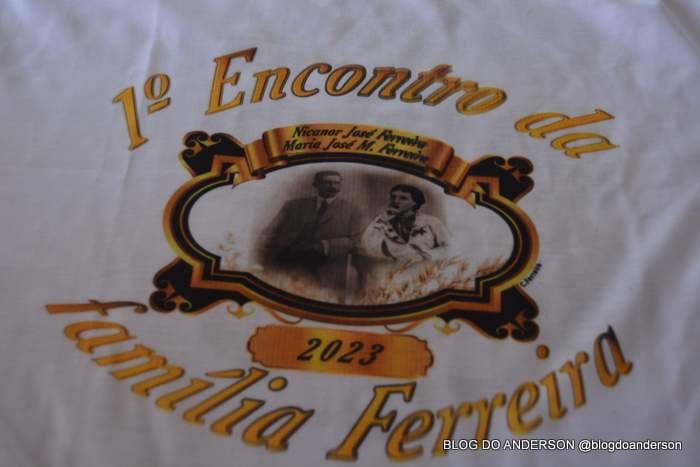 1º Encontro da
Nicanor José Ferreira
Maria José M. Ferreira
2023
família Ferreira
BLOG DO ANDERSON @blogdoanderson